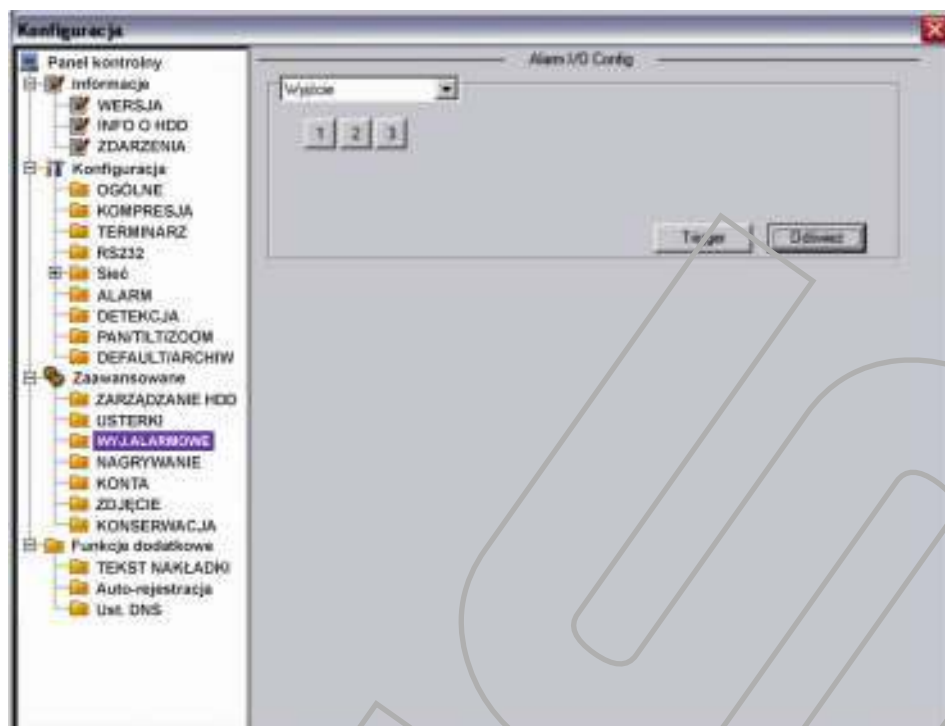 Konfiguracja
Panel kontrolny
Informacje
WERSJA
INFO O HDD
ZDARZENIA
Konfiguracja
OGÓLNE
KOMPRESJA
TERMINARZ
RS232
Sieć
ALARM
DETEKCJA
PAN/TILT/ZOOM
DEFAULT/ARCHIW
Zaawansowane
ZARZĄDZANIE HDD
USTERKI
WYJ.ALARMOWE
NAGRYWANIE
KONTA
ZDJĘCIE
KONSERWACJA
Funkcje dodatkowe
TEKST NAKŁADKI
Auto-rejestracja
Ust. DNS
Alarm I/O Config
Wyjście
1 2 3
Trigger
Odśwież